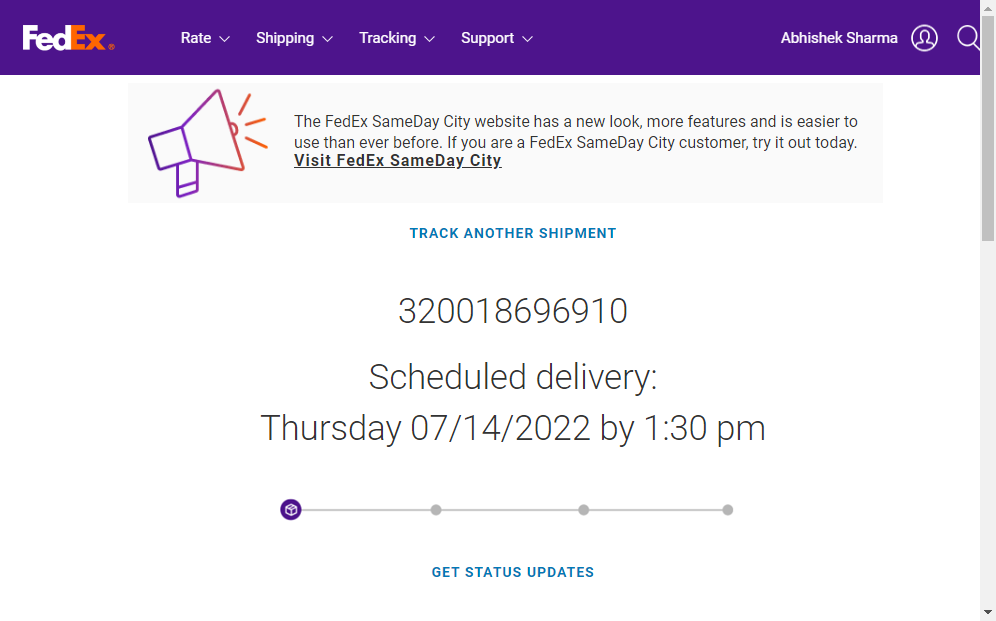 FedEx®
Rate
Shipping
Tracking
Support
Abhishek Sharma
The FedEx SameDay City website has a new look, more features and is easier to
use than ever before. If you are a FedEx SameDay City customer, try it out today.
Visit FedEx SameDay City
TRACK ANOTHER SHIPMENT
320018696910
Scheduled delivery:
Thursday 07/14/2022 by 1:30 pm
GET STATUS UPDATES